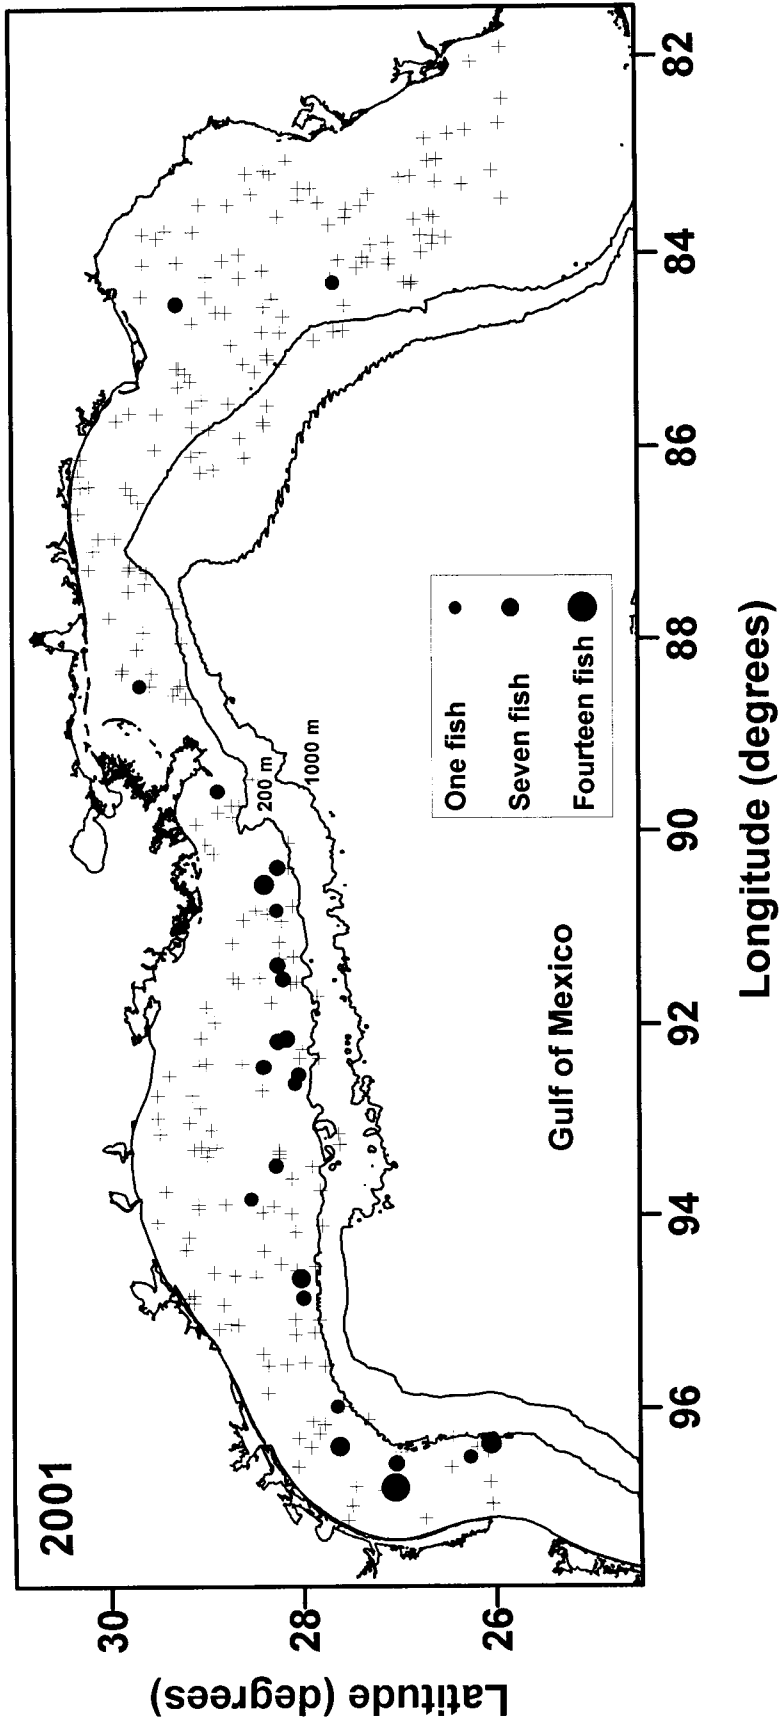 2001
Latitude (degrees)
30
28
26
200 m
1000 m
Gulf of Mexico
One fish
Seven fish
Fourteen fish
96
94
92
90
88
86
84
82
Longitude (degrees)